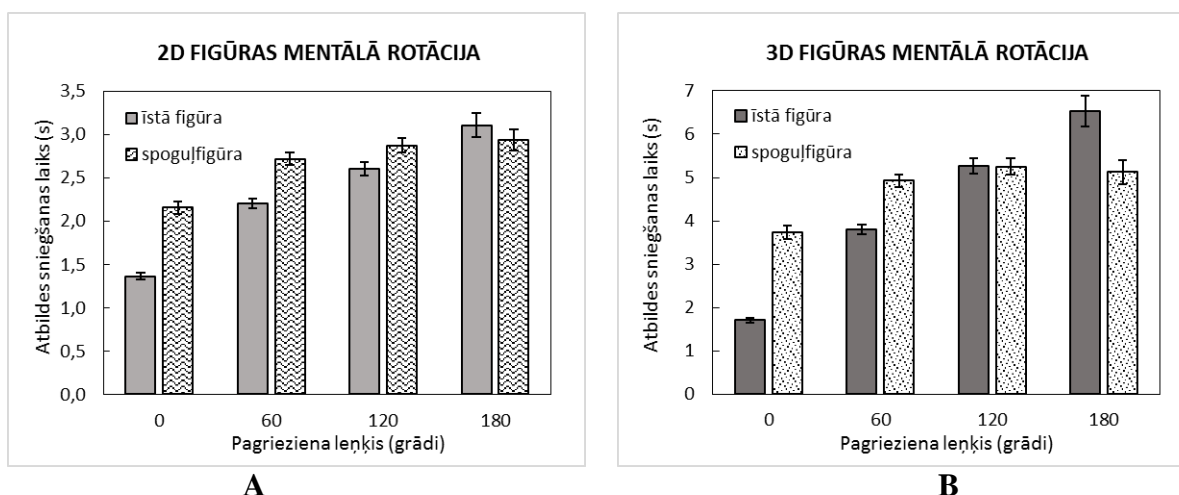 2D FIGŪRAS MENTĀLĀ ROTĀCIJA
Atbildes sniegšanas laiks (s)
3,5
3,0
2,5
2,0
1,5
1,0
0,5
0,0
īstā figūra
spoguļfigūra
0 60 120 180
Pagrieziena leņķis (grādi)
A
3D FIGŪRAS MENTĀLĀ ROTĀCIJA
Atbildes sniegšanas laiks (s)
7
6
5
4
3
2
1
0
īstā figūra
spoguļfigūra
0 60 120 180
Pagrieziena leņķis (grādi)
B